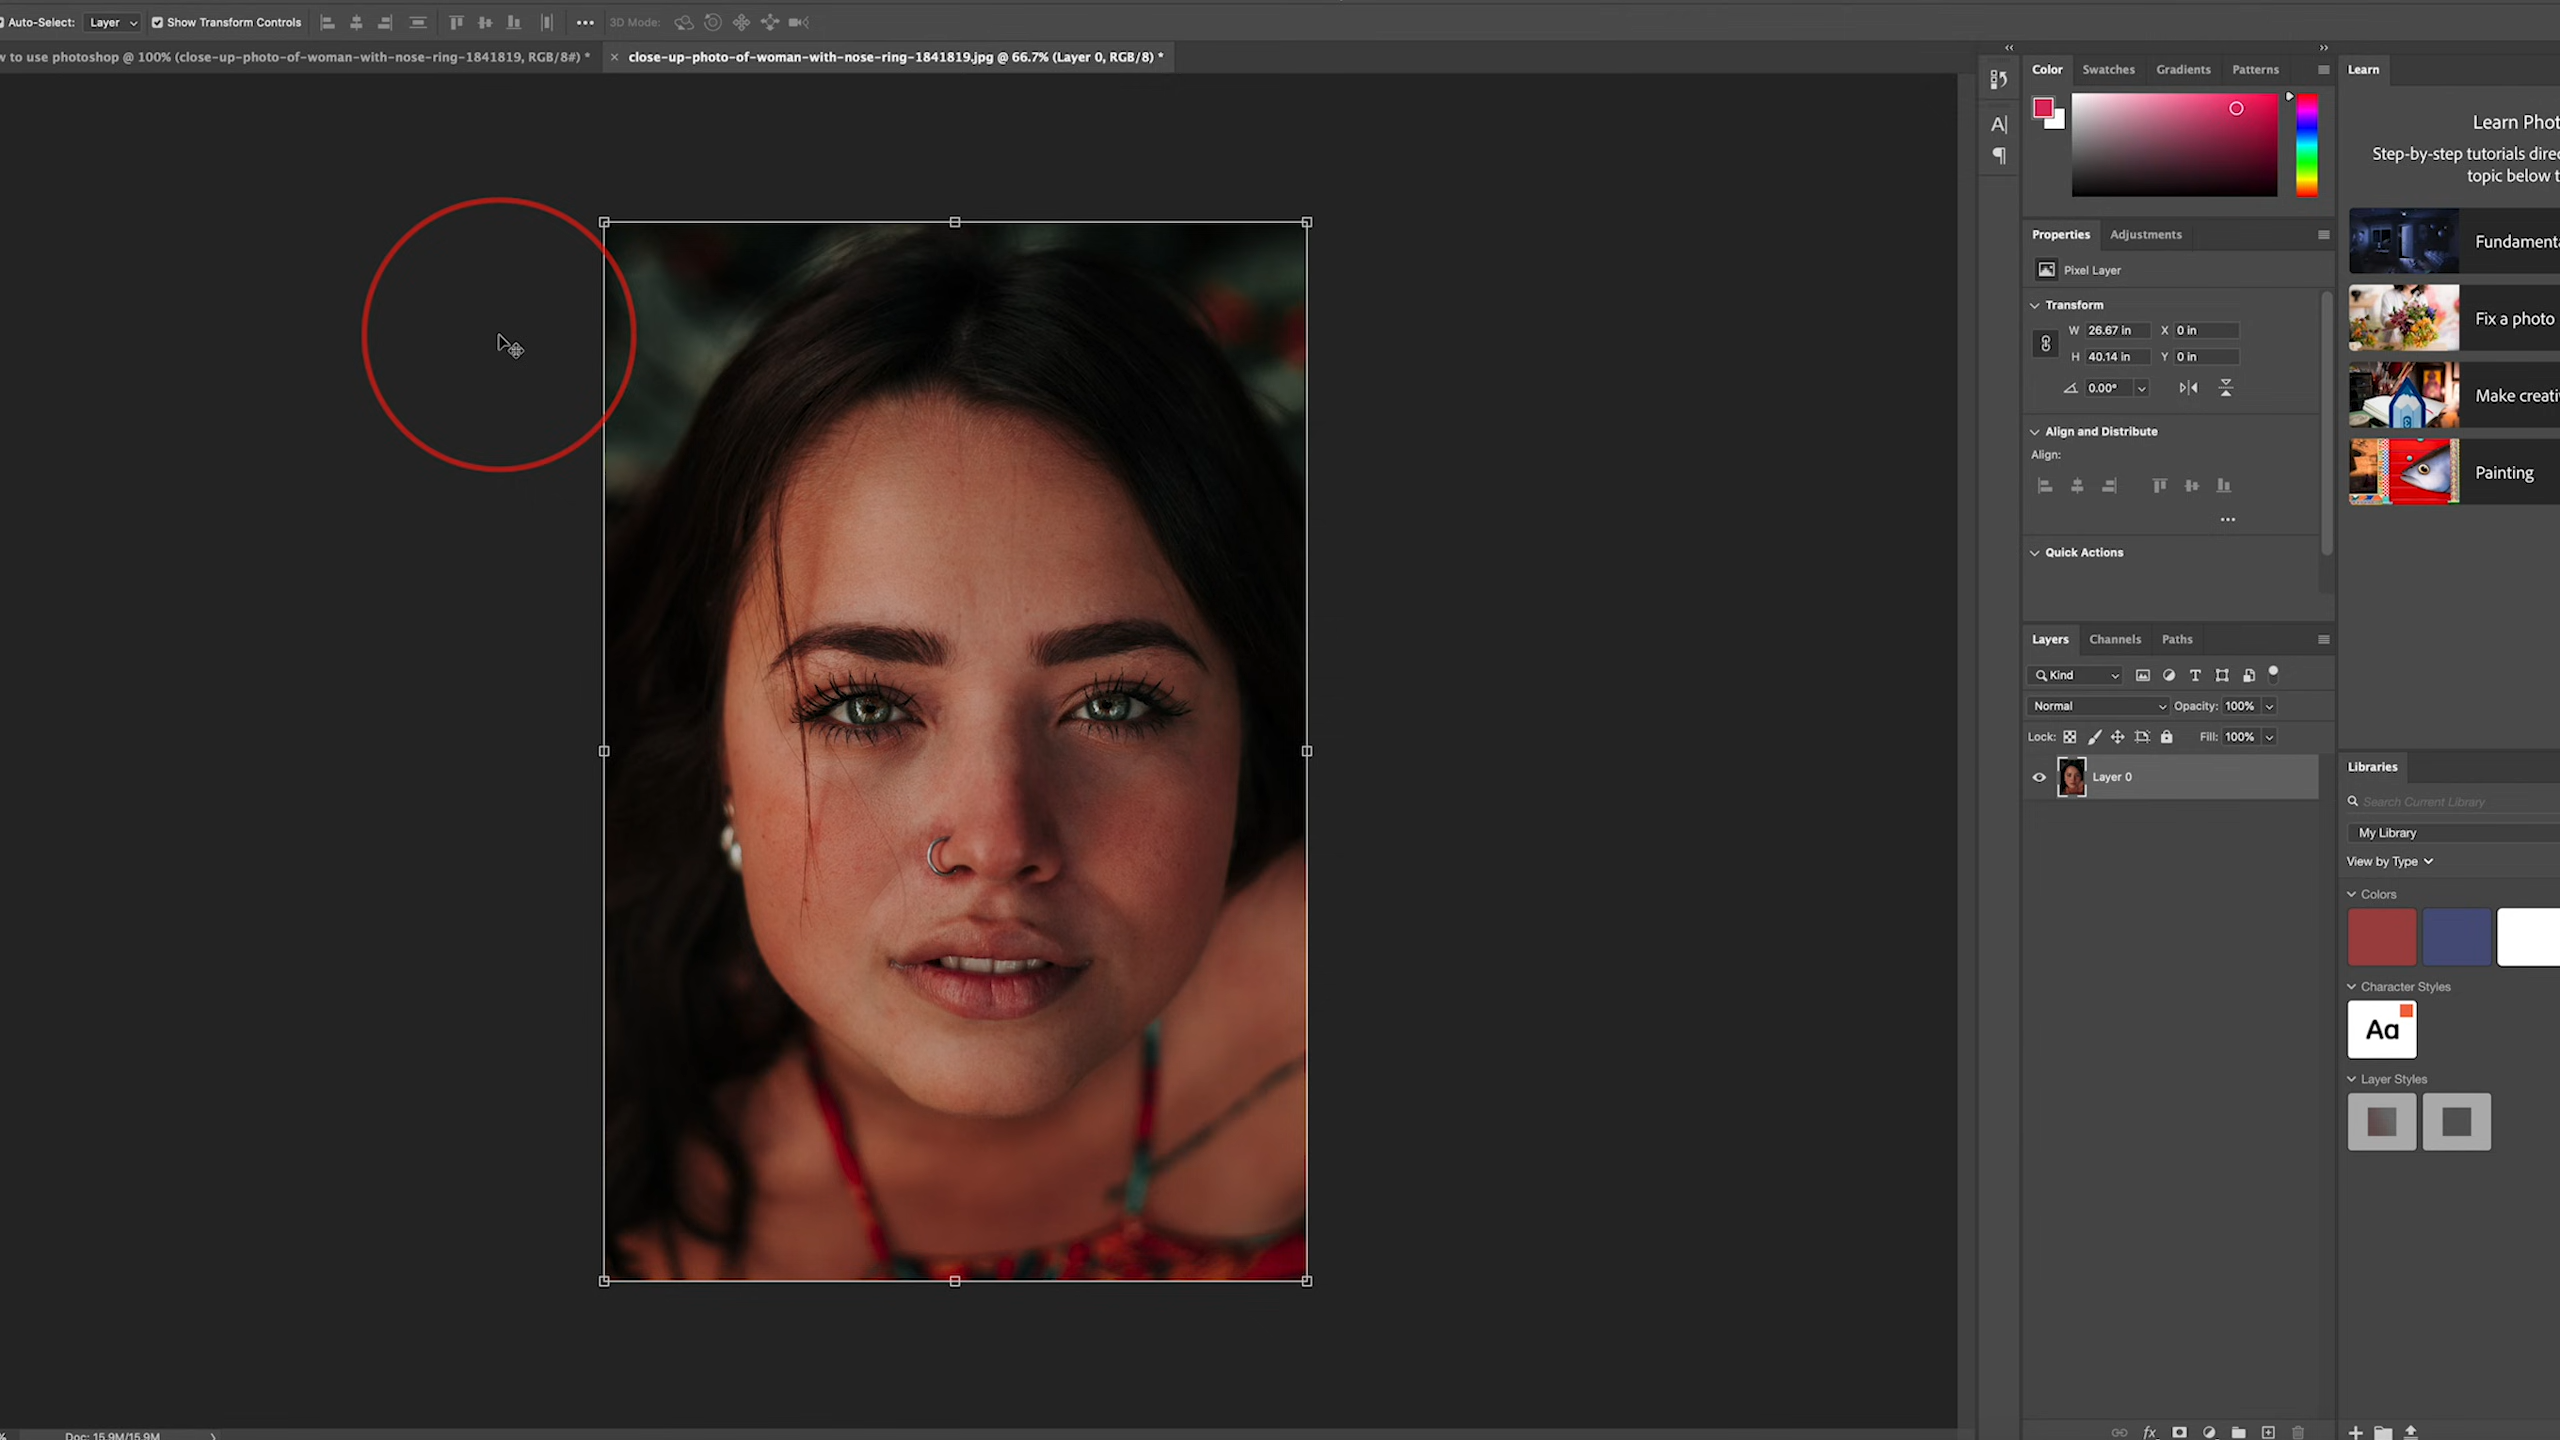 Auto-Select: Layer Show Transform Controls 3D Mode:
to use photoshop @ 100% (close-up-photo-of-woman-with-nose-ring-1841819, RGB/8#) *
× close-up-photo-of-woman-with-nose-ring-1841819.jpg @ 66.7% (Layer 0, RGB/8) *
Color Swatches Gradients Patterns
Properties Adjustments
Pixel Layer
Transform
W 26.67 in X 0 in
H 40.14 in Y 0 in
0.00°
Align and Distribute
Align:
Quick Actions
Layers Channels Paths
Kind
Normal Opacity: 100%
Lock: Fill: 100%
Layer 0
fx
Learn
Learn Phot
Step-by-step tutorials direc
topic below t
Fundamenta
Fix a photo
Make creati
Painting
Libraries
Search Current Library
My Library
View by Type
Colors
Character Styles
Aa
Layer Styles
Doc: 15.9M/15.9M